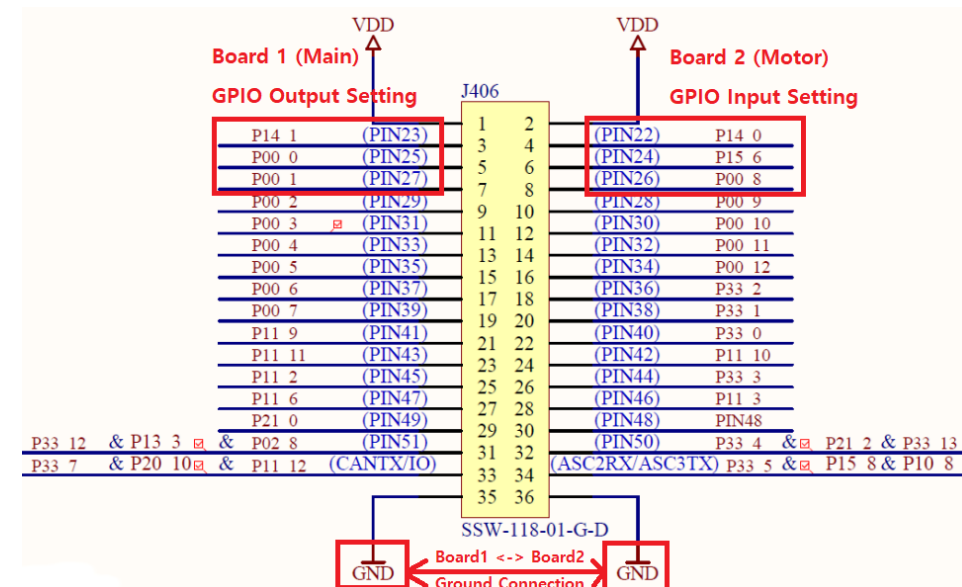 VDD VDD
Board 1 (Main) Board 2 (Motor)
GPIO Output Setting J406 GPIO Input Setting
1 2
P14 1 (PIN23) 3 4 (PIN22) P14 0
P00 0 (PIN25) 5 6 (PIN24) P15 6
P00 1 (PIN27) 7 8 (PIN26) P00 8
P00 2 (PIN29) 9 10 (PIN28) P00 9
P00 3 (PIN31) 11 12 (PIN30) P00 10
P00 4 (PIN33) 13 14 (PIN32) P00 11
P00 5 (PIN35) 15 16 (PIN34) P00 12
P00 6 (PIN37) 17 18 (PIN36) P33 2
P00 7 (PIN39) 19 20 (PIN38) P33 1
P11 9 (PIN41) 21 22 (PIN40) P33 0
P11 11 (PIN43) 23 24 (PIN42) P11 10
P11 2 (PIN45) 25 26 (PIN44) P33 3
P11 6 (PIN47) 27 28 (PIN46) P11 3
P21 0 (PIN49) 29 30 (PIN48) PIN48
P33 12 & P13 3 & P02 8 (PIN51) 31 32 (PIN50) P33 4 & P21 2 & P33 13
P33 7 & P20 10 & P11 12 (CANTX/IO) 33 34 (ASC2RX/ASC3TX) P33 5 & P15 8 & P10 8
35 36
SSW-118-01-G-D
Board1 <-> Board2
GND Ground Connection GND